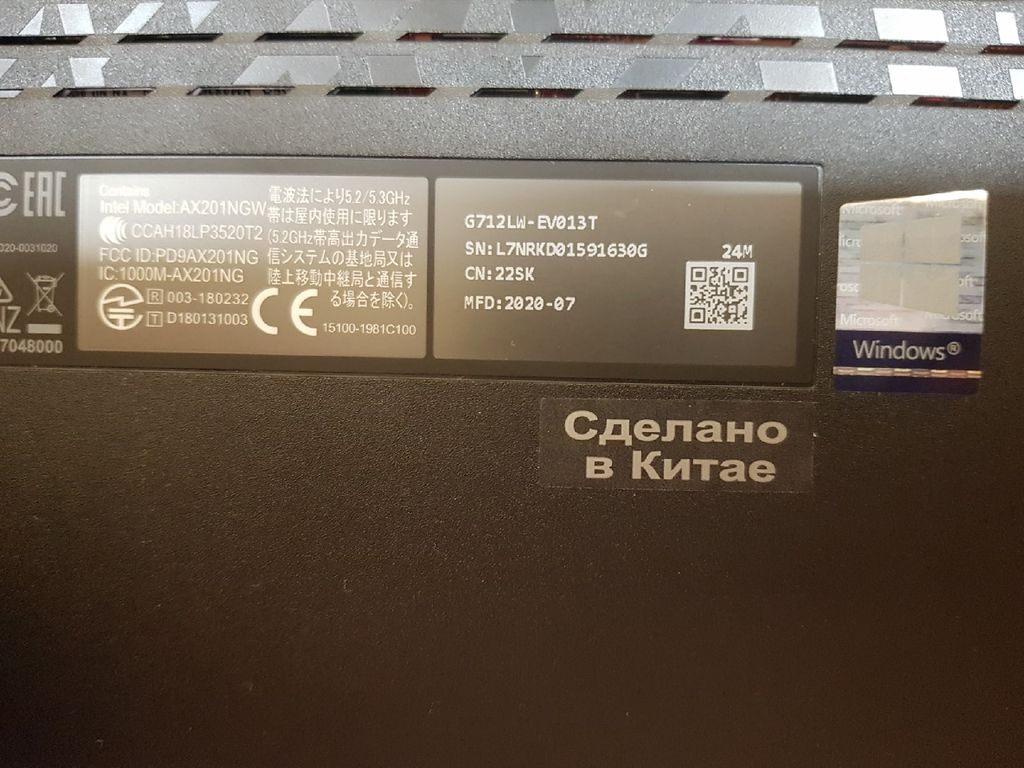 EAC
020-0031020
NZ
7048000
Contains
Intel Model:AX201NGW
CCAH18LP3520T2
FCC ID:PD9AX201NG
IC:1000M-AX201NG
R 003-180232
T D180131003
CE
15100-1981C100
電波法により5.2/5.3GHz
帯は屋内使用に限ります
(5.2GHz帯高出力データ通
信システムの基地局又は
陸上移動中継局と通信す
る場合を除く)。
G712LW-EV013T
SN:L7NRKD01591630G
24M
CN:22SK
MFD:2020-07
Microsoft
Microsoft
Microsoft
Windows®
Сделано
в Китае